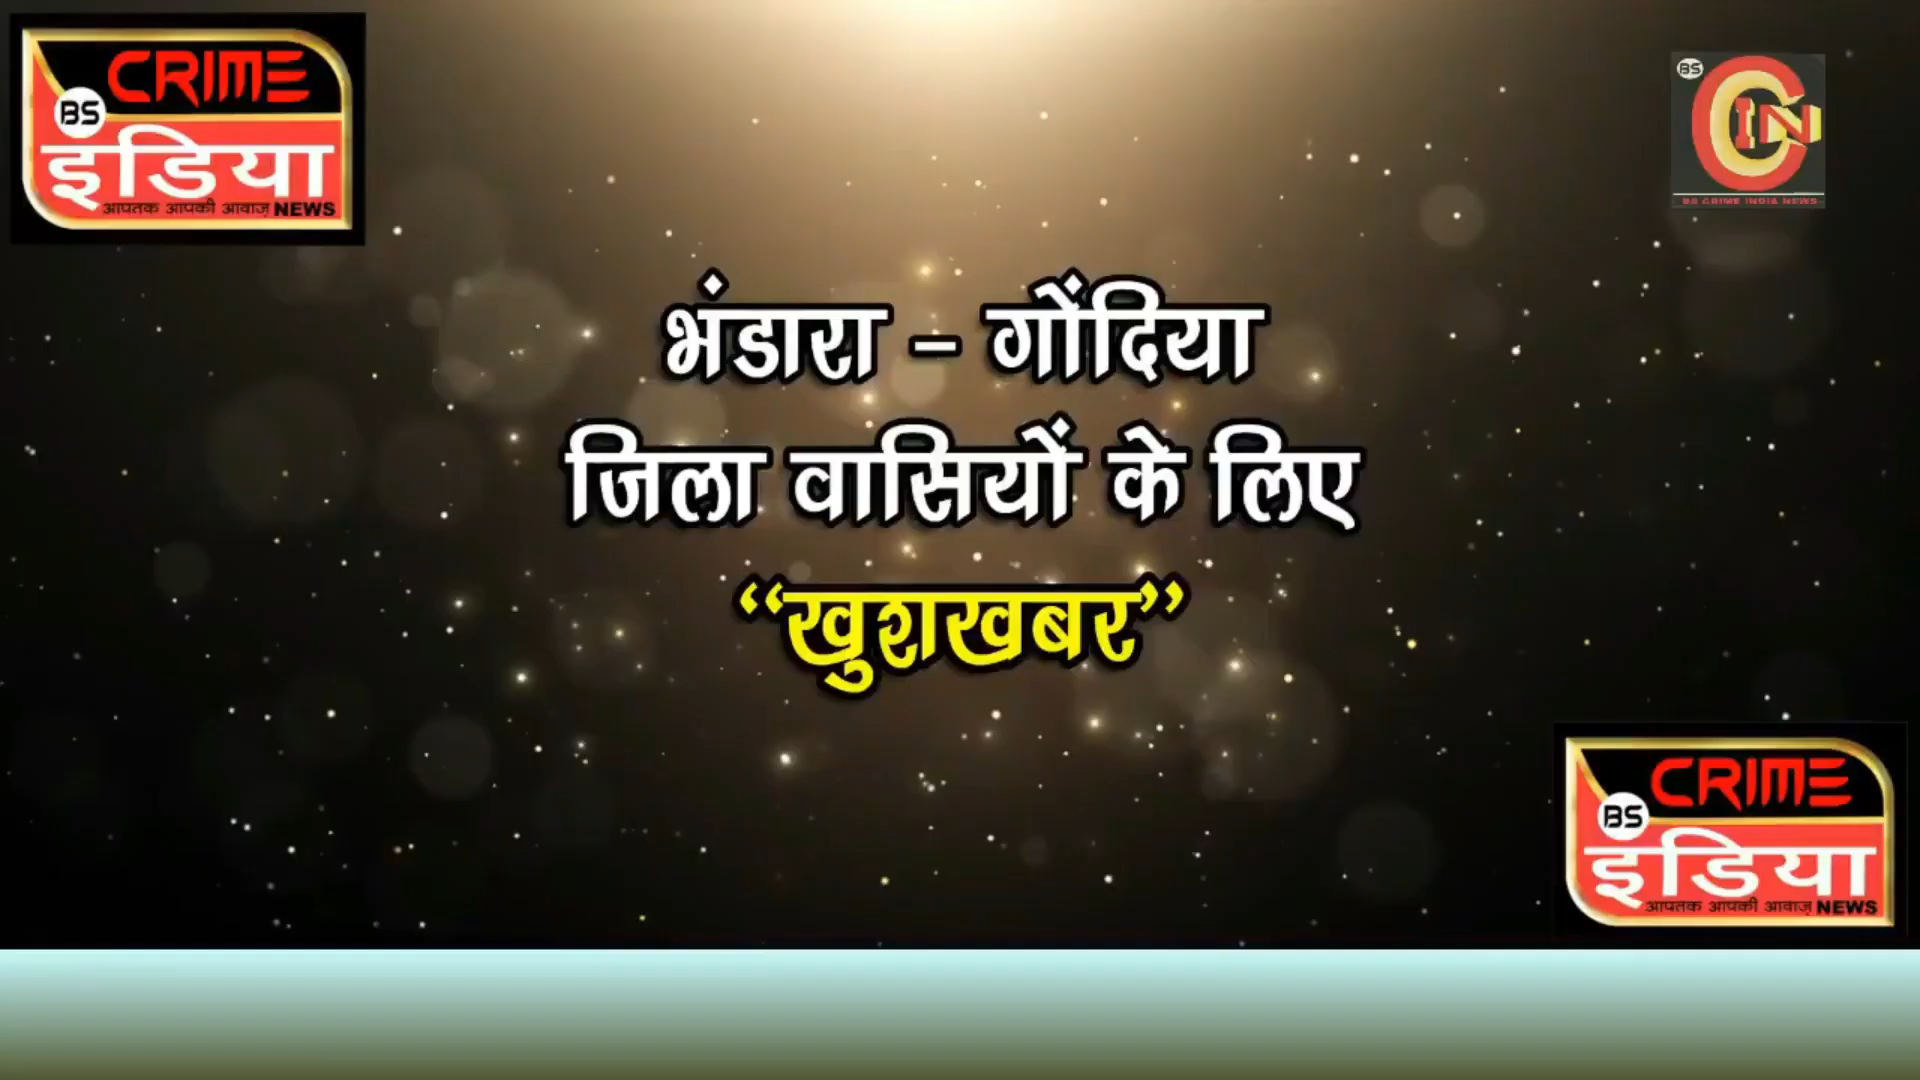 CRIME
BS
इंडिया
आपतक आपकी आवाज़ NEWS
BS
C IN
BS CRIME INDIA NEWS
भंडारा – गोंदिया
जिला वासियों के लिए
“खुशखबर”
CRIME
BS
इंडिया
आपतक आपकी आवाज़ NEWS